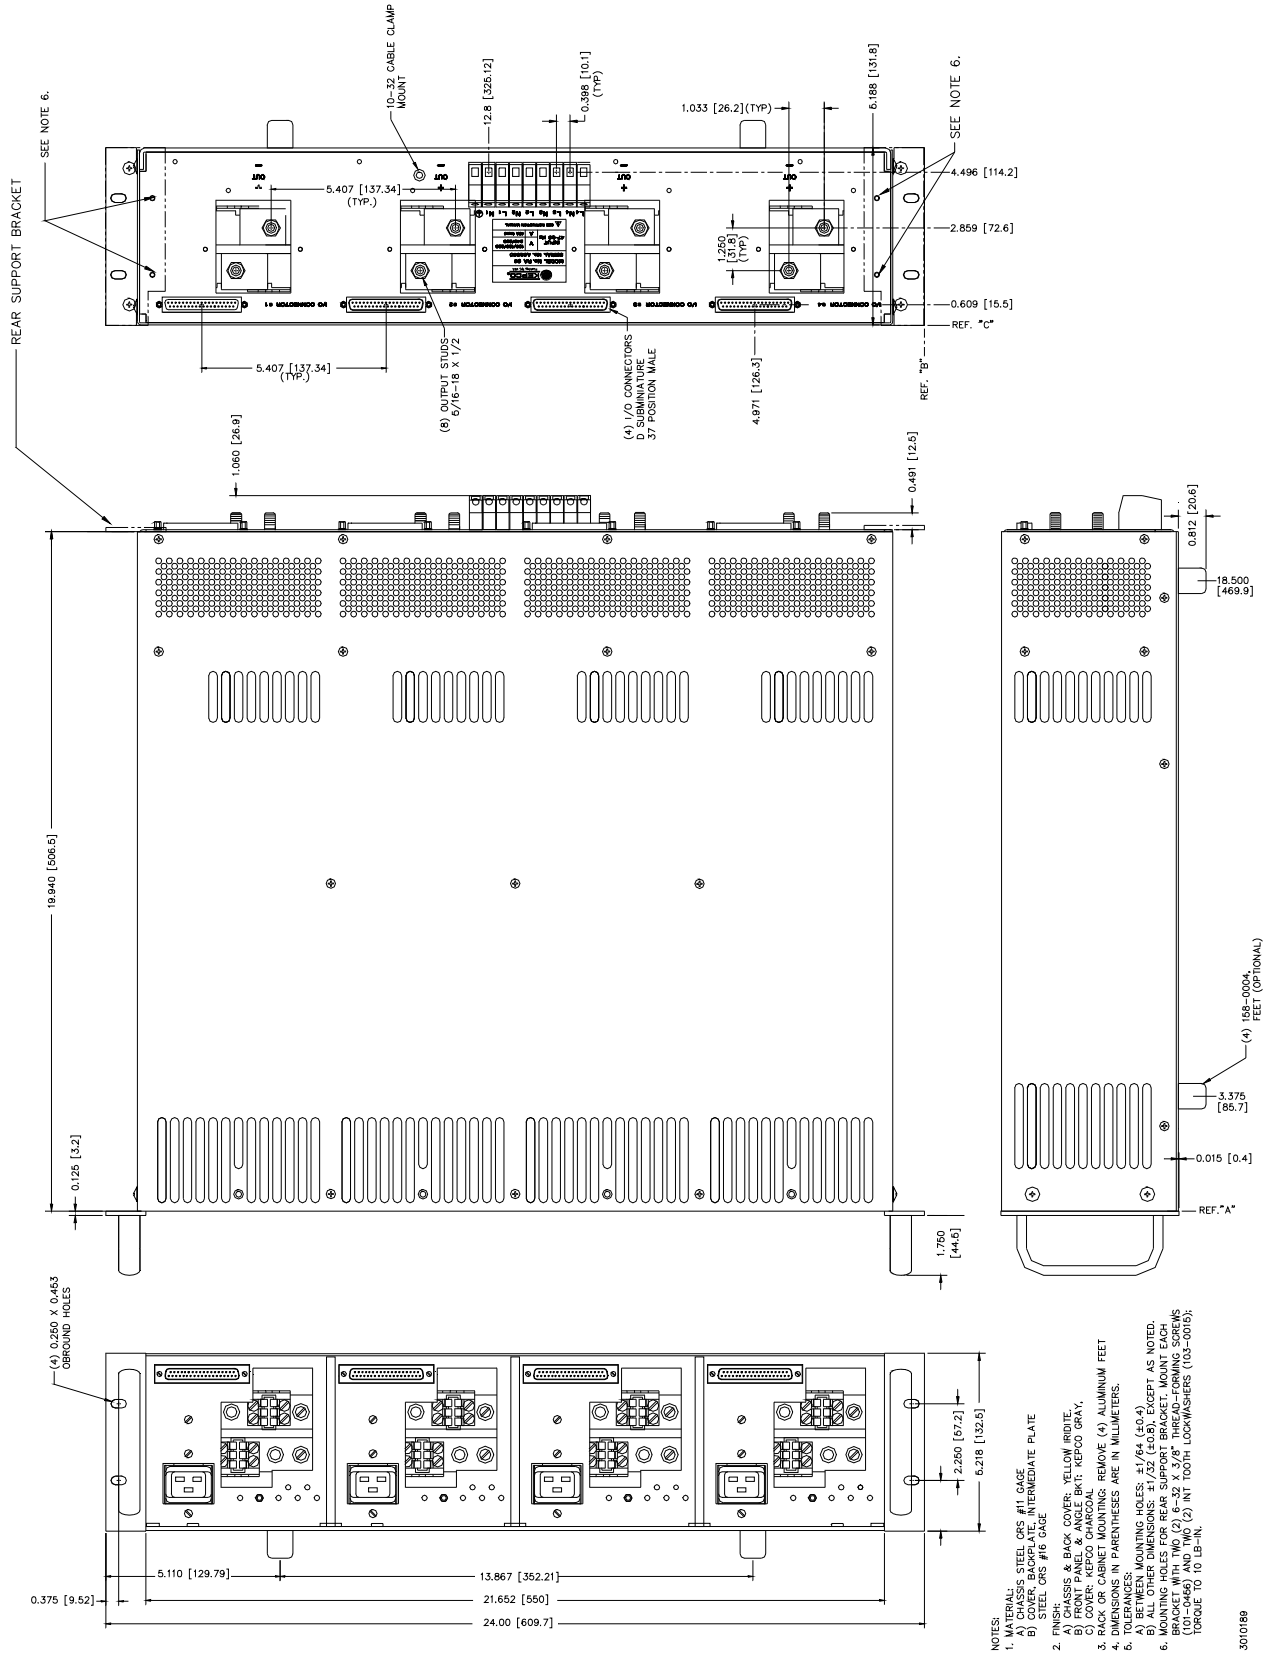 SEE NOTE 6.
REAR SUPPORT BRACKET
10-32 CABLE CLAMP
MOUNT
12.8 [325.12]
0.398 [10.1]
(TYP)
1.033 [26.2](TYP)
5.188 [131.8]
SEE NOTE 6.
4.496 [114.2]
5.407 [137.34]
(TYP.)
OUT
OUT
OUT
OUT
2.859 [72.6]
1.250
[31.8]
(TYP)
I/O CONNECTOR #1
I/O CONNECTOR #2
I/O CONNECTOR #3
I/O CONNECTOR #4
0.609 [15.5]
REF. "C"
5.407 [137.34]
(TYP.)
(8) OUTPUT STUDS
5/16-18 X 1/2
(4) I/O CONNECTORS
D SUBMINIATURE
37 POSITION MALE
4.971 [126.3]
REF. "B"
1.060 [26.9]
0.491 [12.5]
0.812 [20.6]
18.500
[469.9]
19.940 [506.5]
(4) 158-0004,
FEET (OPTIONAL)
3.375
[85.7]
0.125 [3.2]
0.015 [0.4]
REF."A"
1.750
[44.5]
(4) 0.250 X 0.453
OBROUND HOLES
2.250 [57.2]
5.218 [132.5]
5.110 [129.79]
13.867 [352.21]
0.375 [9.52]
21.652 [550]
24.00 [609.7]
NOTES:
1. MATERIAL:
A) CHASSIS STEEL CRS #11 GAGE
B) COVER, BACKPLATE, INTERMEDIATE PLATE
STEEL CRS #16 GAGE
2. FINISH:
A) CHASSIS & BACK COVER: YELLOW IRIDITE.
B) FRONT PANEL & ANGLE BKT: KEPCO GRAY,
C) COVER: KEPCO CHARCOAL
3. RACK OR CABINET MOUNTING: REMOVE (4) ALUMINUM FEET
4. DIMENSIONS IN PARENTHESES ARE IN MILLIMETERS.
5. TOLERANCES:
A) BETWEEN MOUNTING HOLES: ±1/64 (±0.4)
B) ALL OTHER DIMENSIONS: ±1/32 (±0.8), EXCEPT AS NOTED.
6. MOUNTING HOLES FOR REAR SUPPORT BRACKET. MOUNT EACH
BRACKET WITH TWO (2) 6-32 X 3/8" THREAD-FORMING SCREWS
(101-0456) AND TWO (2) INT TOOTH LOCKWASHERS (103-0015);
TORQUE TO 10 LB-IN.
3010189